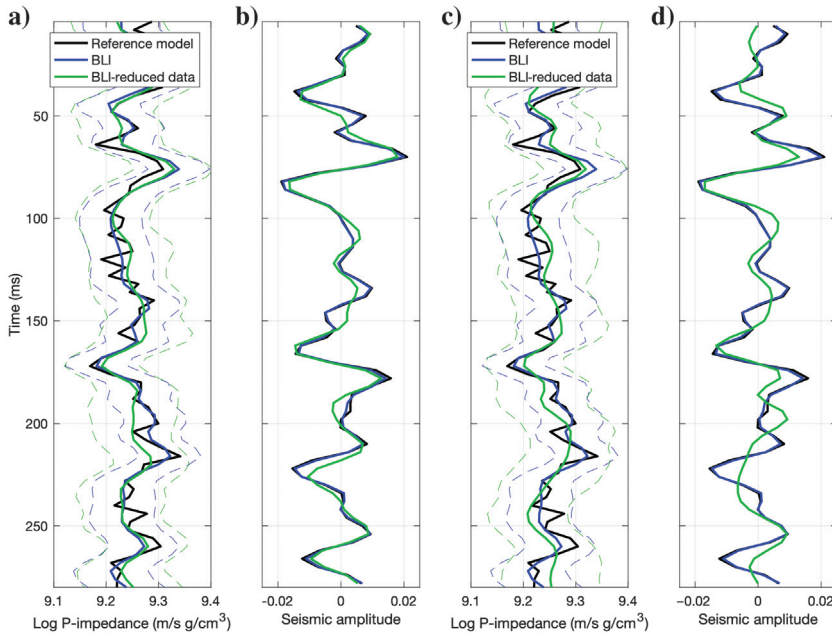 a)
b)
c)
d)
Reference model
BLI
BLI-reduced data
Reference model
BLI
BLI-reduced data
Time (ms)
50
100
150
200
250
50
100
150
200
250
9.1 9.2 9.3 9.4
-0.02 0 0.02
9.1 9.2 9.3 9.4
-0.02 0 0.02
Log P-impedance (m/s g/cm³)
Seismic amplitude
Log P-impedance (m/s g/cm³)
Seismic amplitude